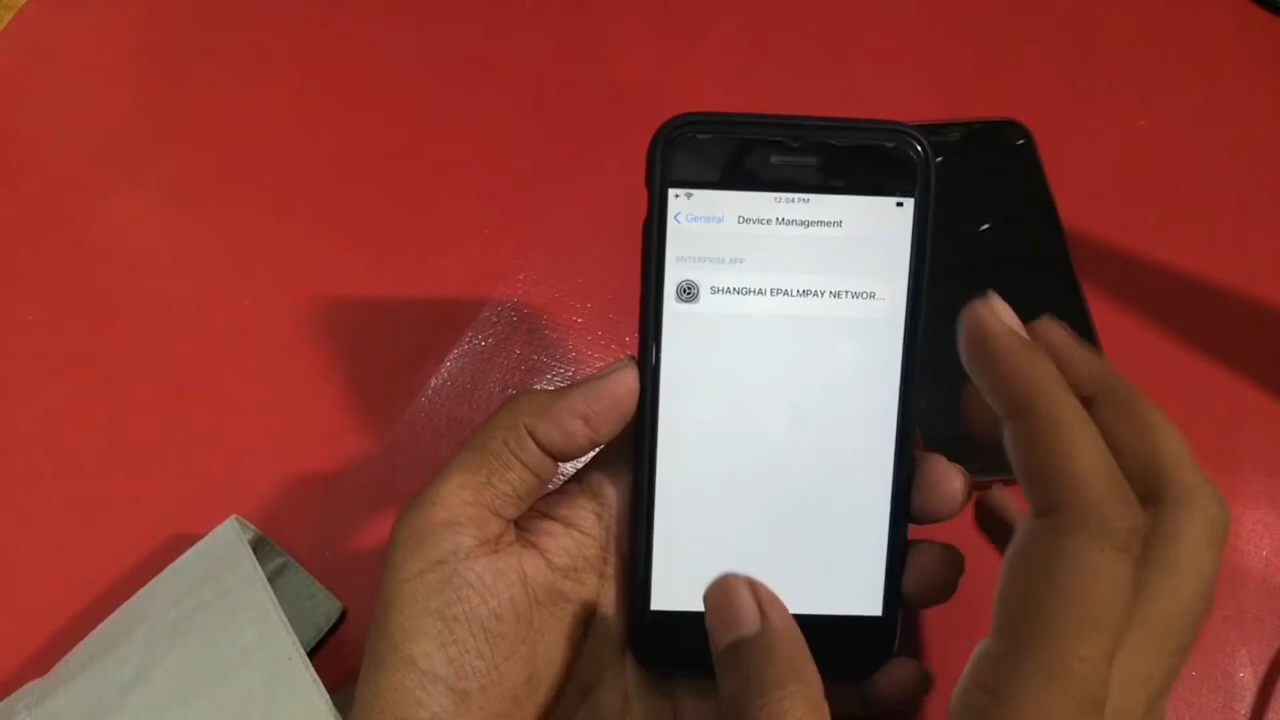 12:04 PM
General Device Management
ENTERPRISE APP
SHANGHAI EPALMPAY NETWOR...